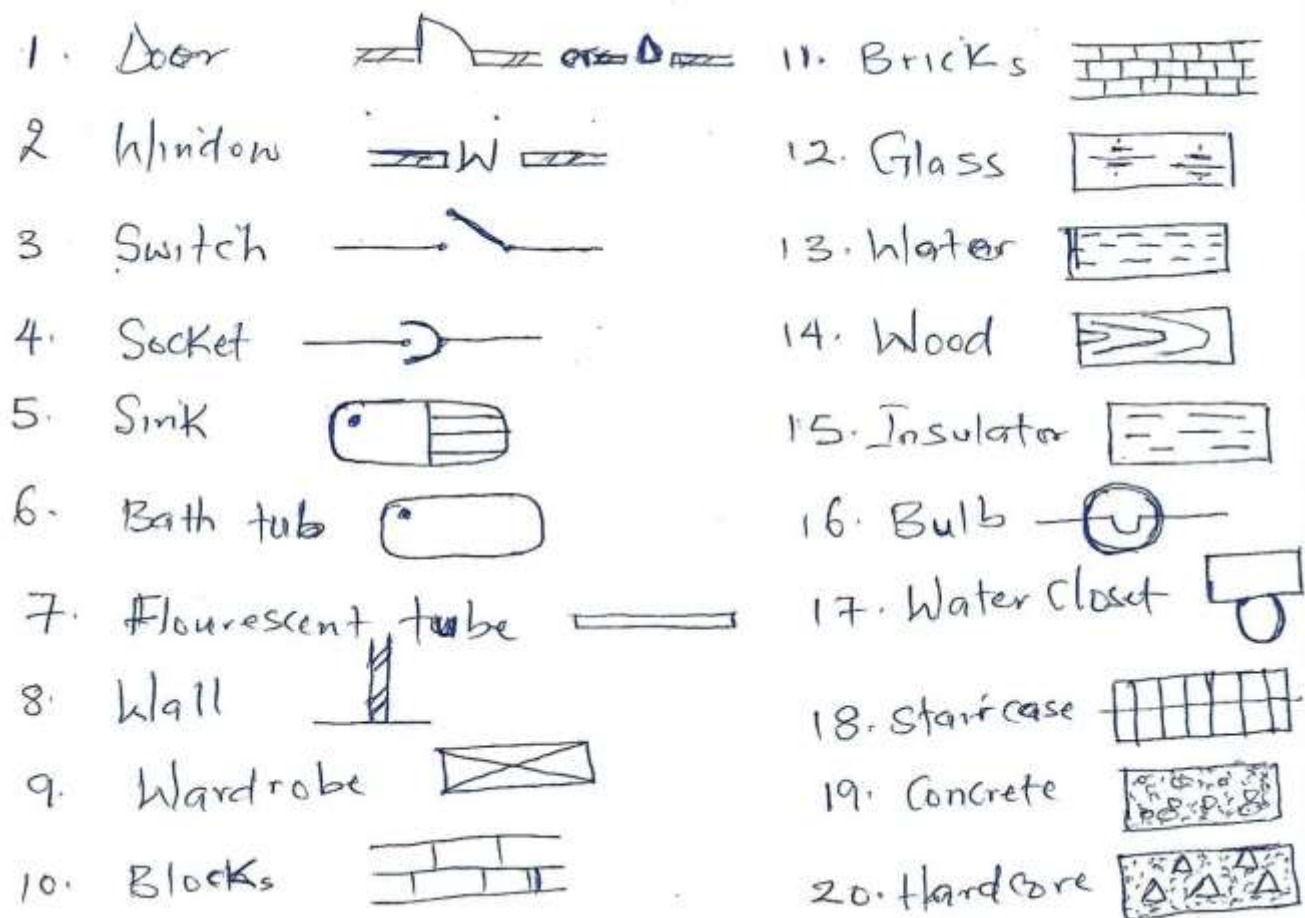 1. Door or D
2 Window W
3 Switch
4. Socket
5. Sink
6. Bath tub
7. Flourescent tube
8. Wall
9. Wardrobe
10. Blocks
11. Bricks
12. Glass
13. Water
14. Wood
15. Insulator
16. Bulb
17. Water Closet
18. Staircase
19. Concrete
20. Hardcore